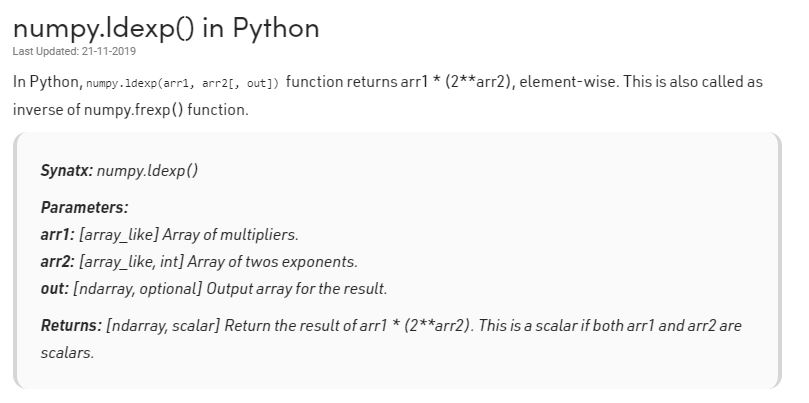 numpy.ldexp() in Python
Last Updated: 21-11-2019
In Python, numpy.ldexp(arr1, arr2[, out]) function returns arr1 * (2**arr2), element-wise. This is also called as
inverse of numpy.frexp() function.
Synatx: numpy.ldexp()
Parameters:
arr1: [array_like] Array of multipliers.
arr2: [array_like, int] Array of twos exponents.
out: [ndarray, optional] Output array for the result.
Returns: [ndarray, scalar] Return the result of arr1 * (2**arr2). This is a scalar if both arr1 and arr2 are
scalars.